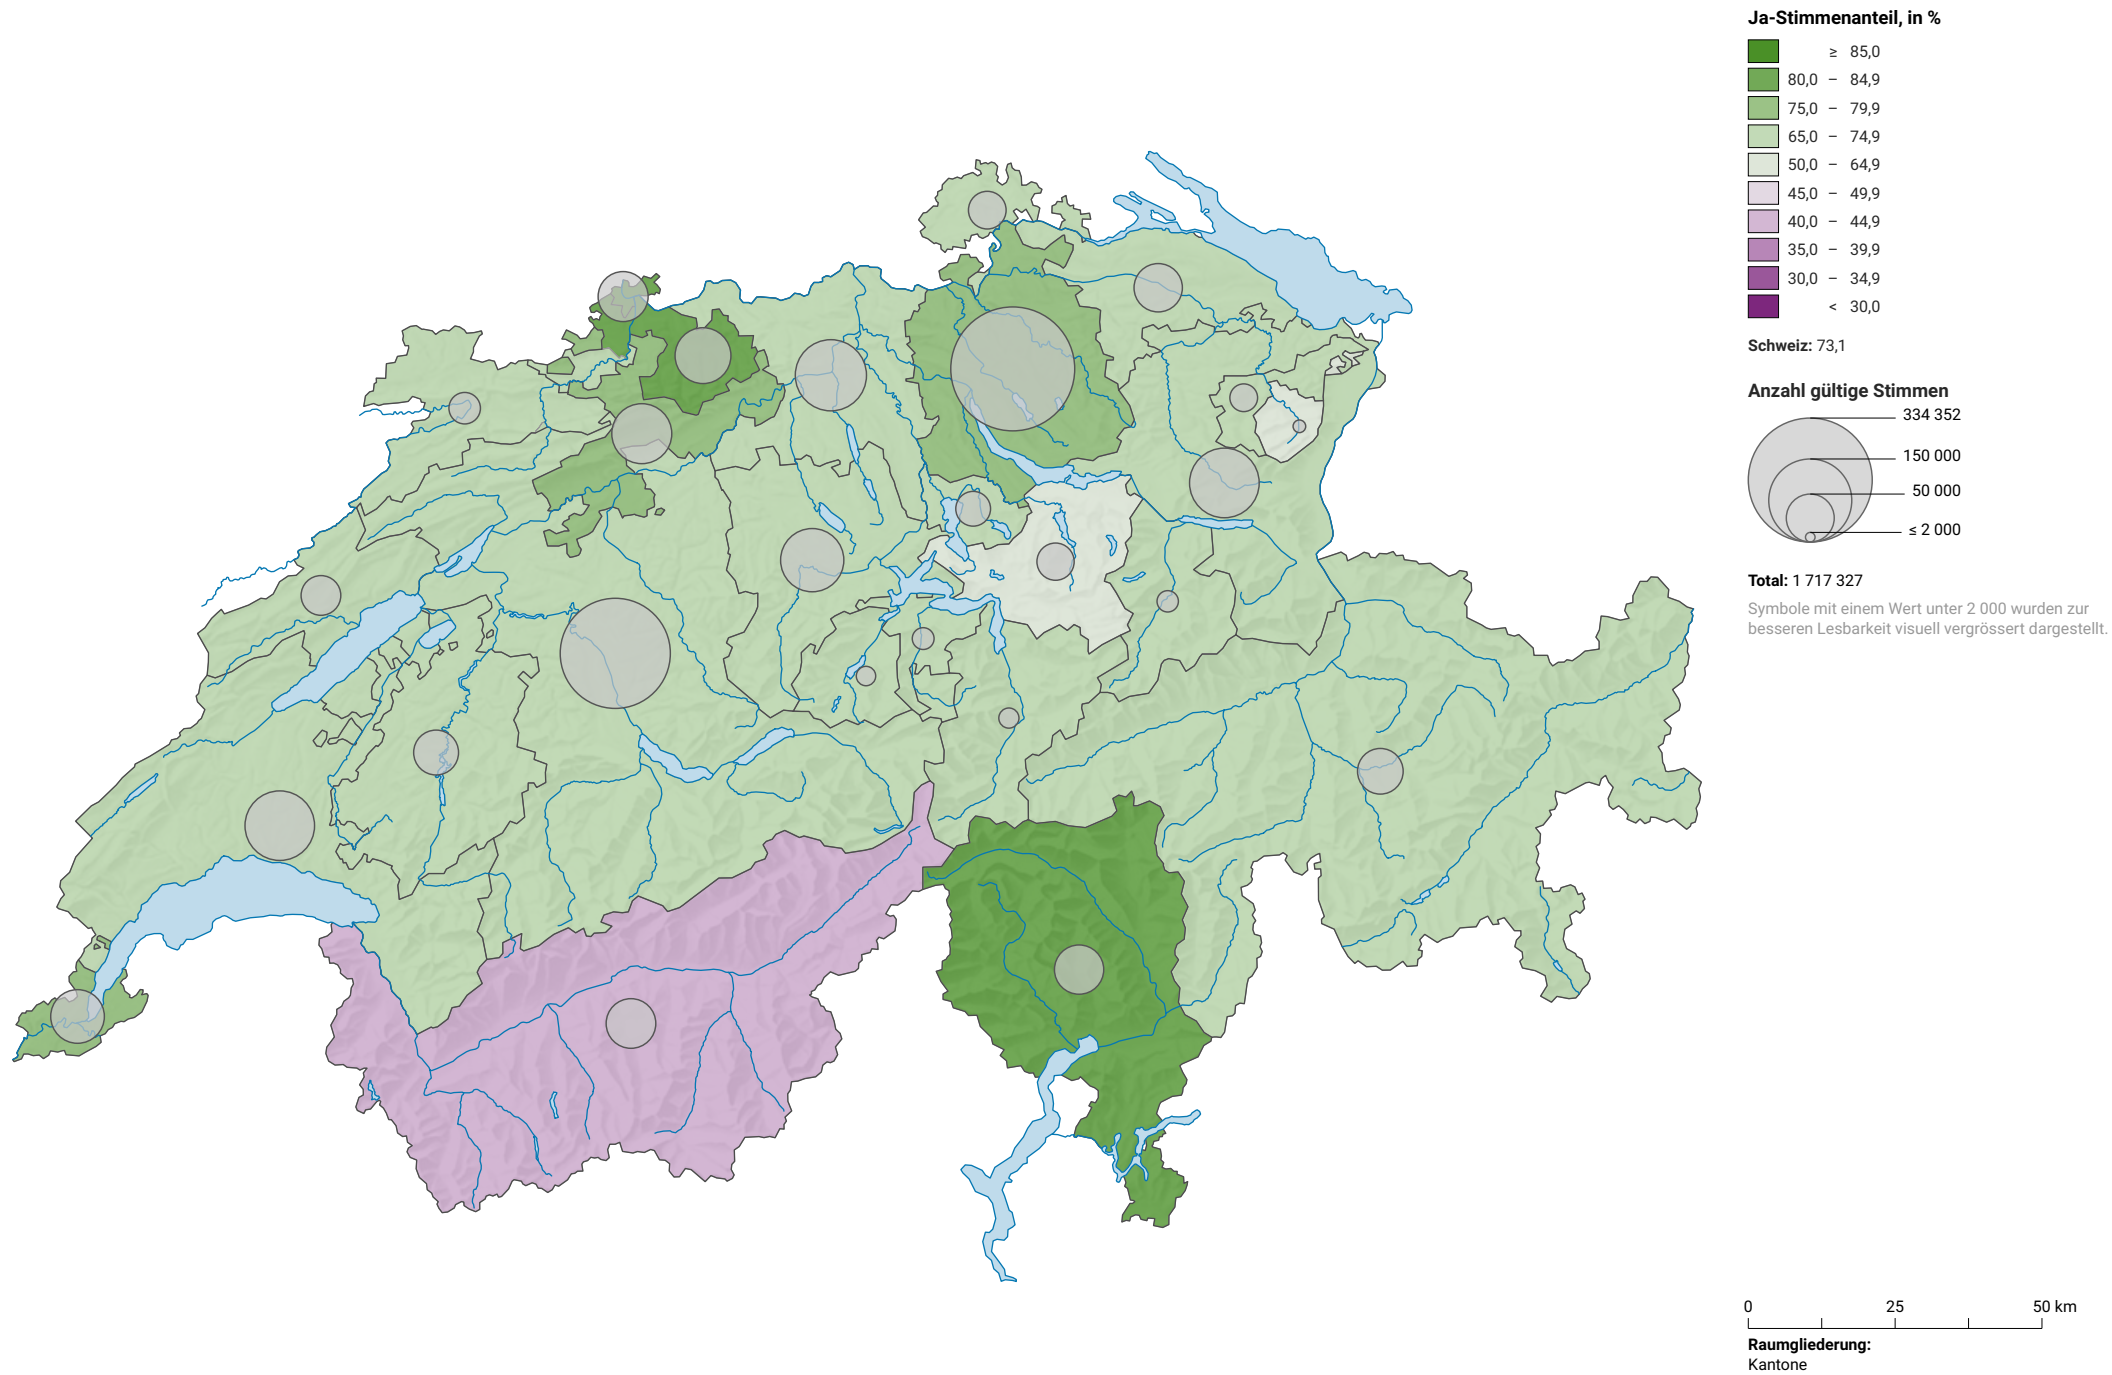 Ja-Stimmenanteil, in %
≥ 85,0
80,0 – 84,9
75,0 – 79,9
65,0 – 74,9
50,0 – 64,9
45,0 – 49,9
40,0 – 44,9
35,0 – 39,9
30,0 – 34,9
< 30,0
Schweiz: 73,1
Anzahl gültige Stimmen
334 352
150 000
50 000
≤ 2 000
Total: 1 717 327
Symbole mit einem Wert unter 2 000 wurden zur
besseren Lesbarkeit visuell vergrössert dargestellt.
0 25 50 km
Raumgliederung:
Kantone